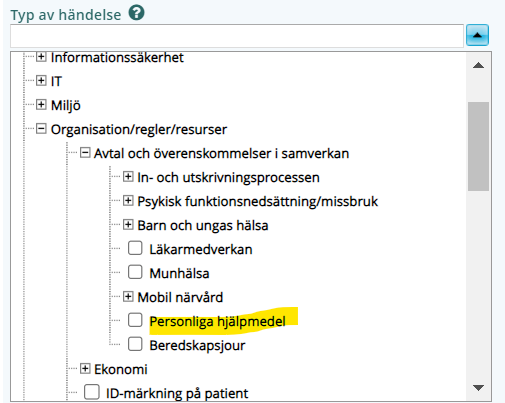 Typ av händelse ?
Informationssäkerhet
IT
Miljö
Organisation/regler/resurser
Avtal och överenskommelser i samverkan
In- och utskrivningsprocessen
Psykisk funktionsnedsättning/missbruk
Barn och ungas hälsa
Läkarmedverkan
Munhälsa
Mobil närvård
Personliga hjälpmedel
Beredskapsjour
Ekonomi
ID-märkning på patient